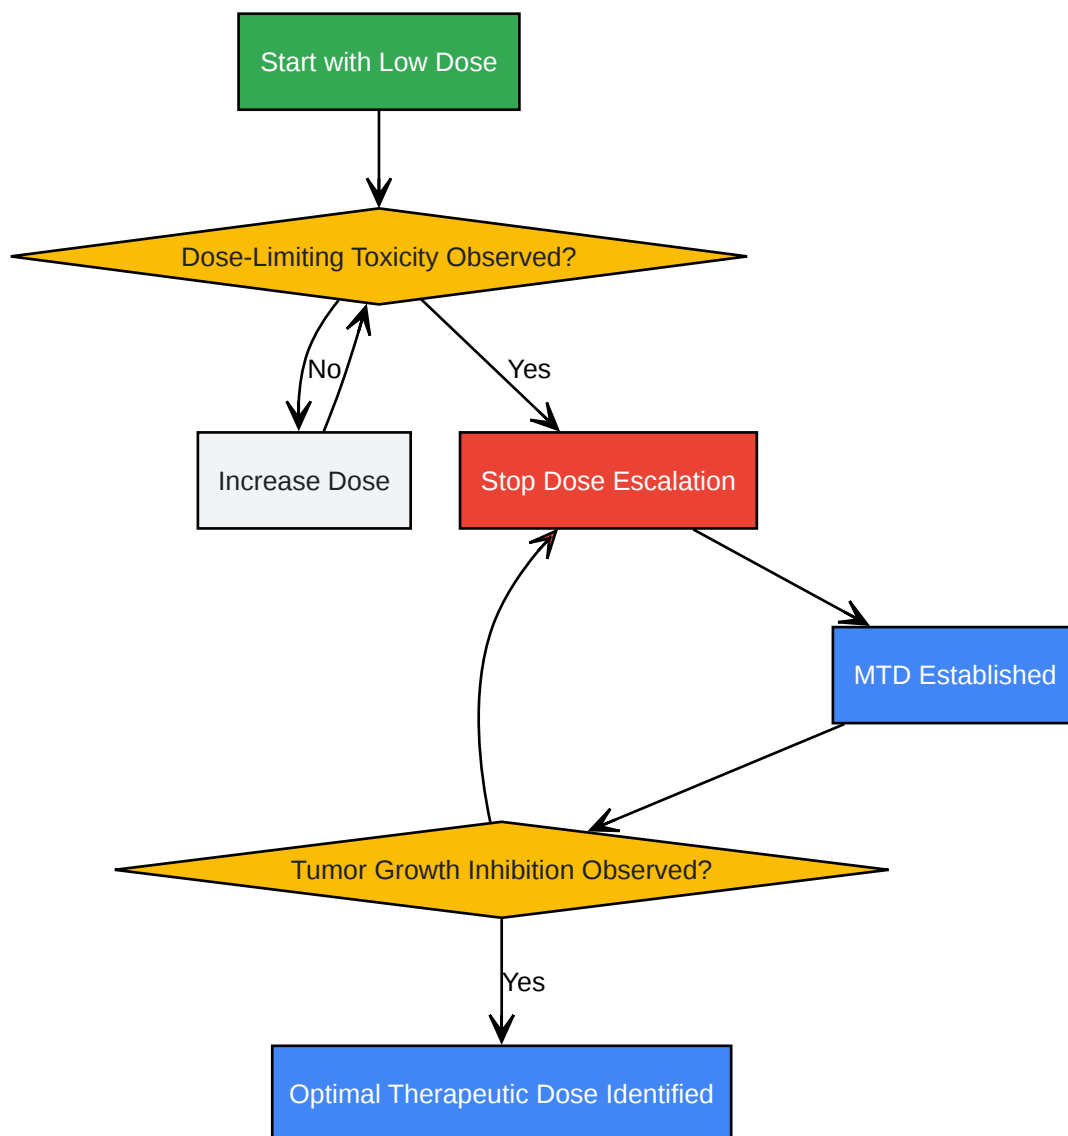 Start with Low Dose
Dose-Limiting Toxicity Observed?
No
Yes
Increase Dose
Stop Dose Escalation
MTD Established
Tumor Growth Inhibition Observed?
Yes
Optimal Therapeutic Dose Identified